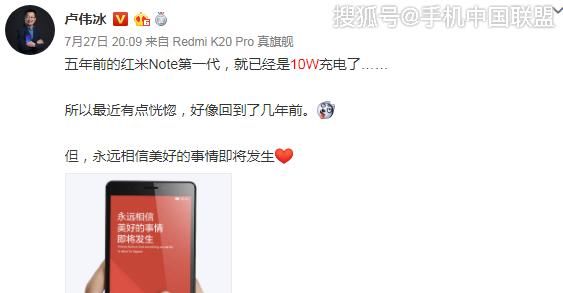 搜狐号@手机中国联盟
卢伟冰
7月27日 20:09 来自 Redmi K20 Pro 真旗舰
五年前的红米Note第一代，就已经是10W充电了……
所以最近有点恍惚，好像回到了几年前。
但，永远相信美好的事情即将发生
永远相信
美好的事情
即将发生